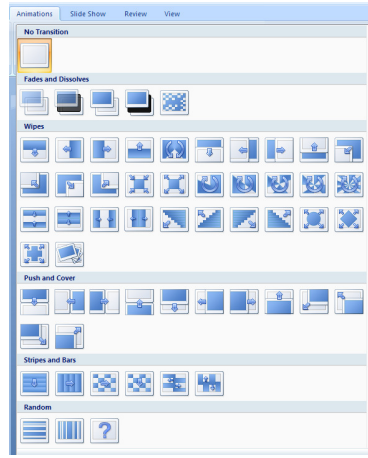 Animations Slide Show Review View
No Transition
Fades and Dissolves
Wipes
Push and Cover
Stripes and Bars
Random
?